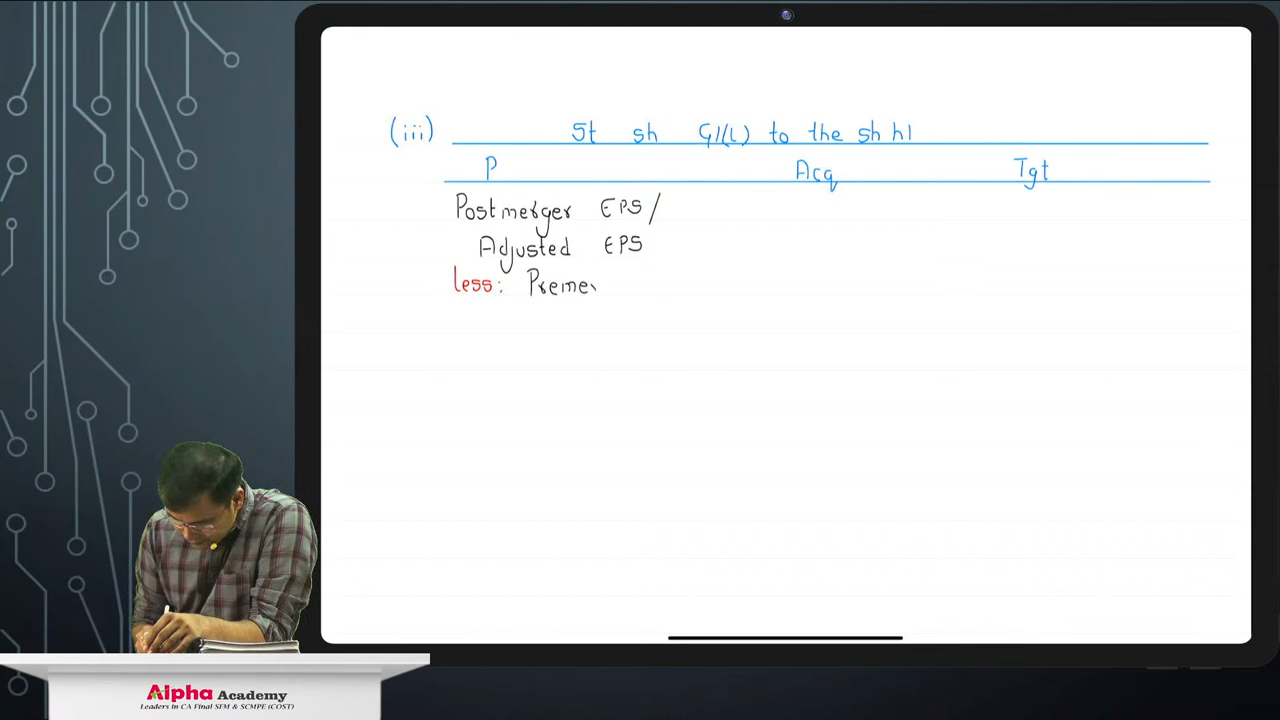 (iii) St sh G/(L) to the sh hl
P Acq Tgt
Postmerger EPS /
Adjusted EPS
less: Premer
Alpha Academy
Leaders in CA Final SFM & SCMPE (COST)